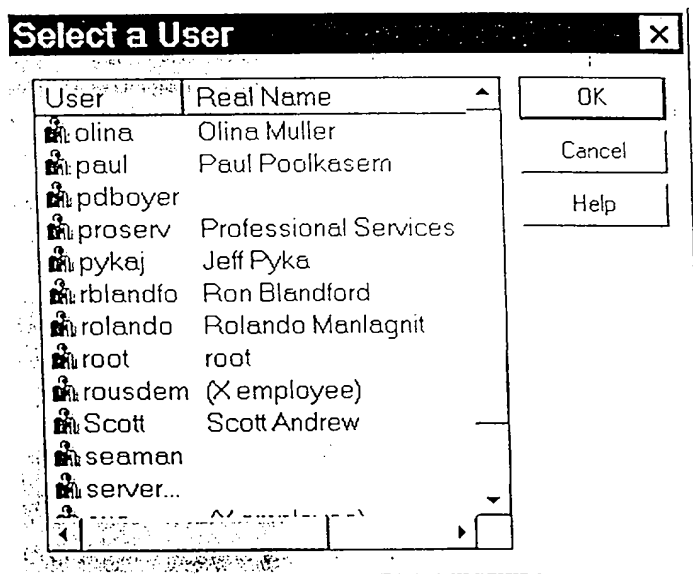 Select a User
User Real Name
olina Olina Muller
paul Paul Poolkasem
pdboyer
proserv Professional Services
pykaj Jeff Pyka
rblandfo Ron Blandford
rolando Rolando Manlagnit
root root
rousdem (X employee)
Scott Scott Andrew
seaman
server...
OK
Cancel
Help